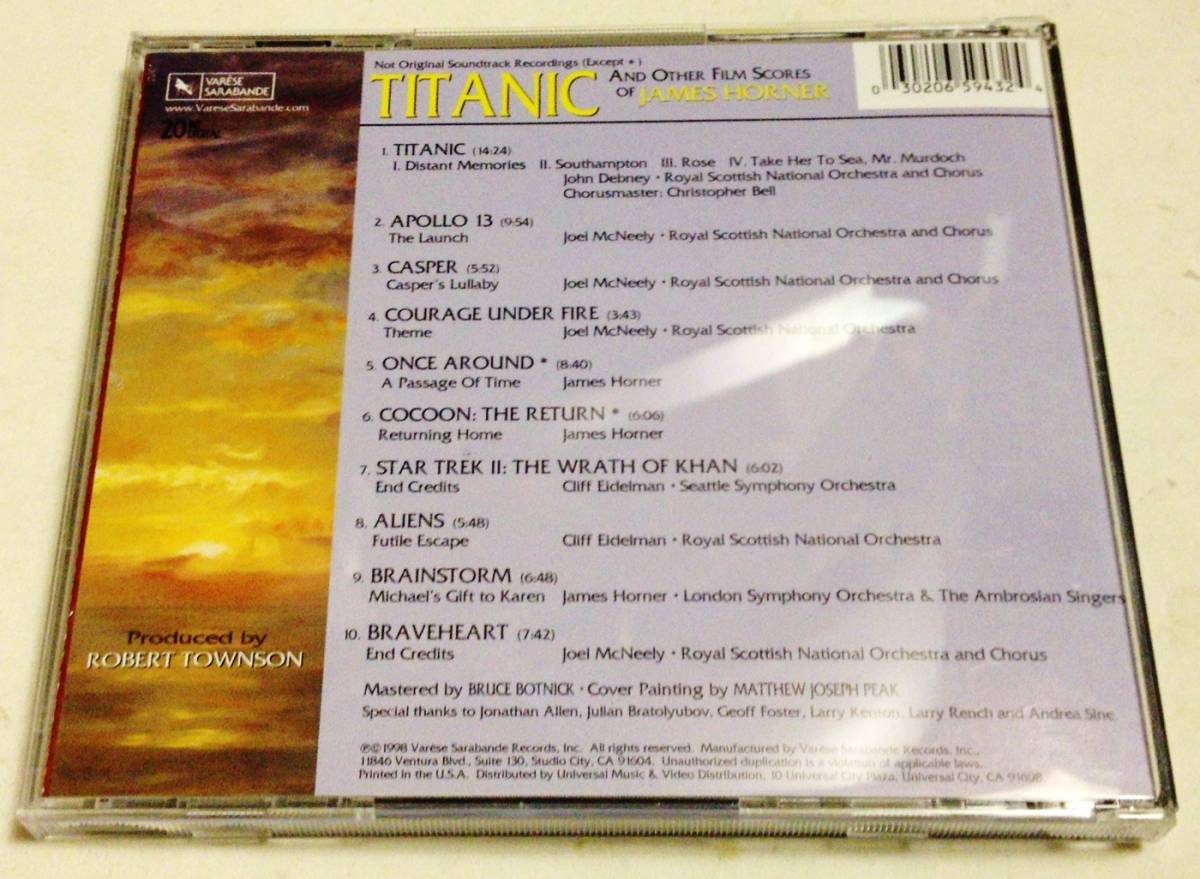 VARÈSE
SARABANDE
www.VareseSarabande.com
20
Not Original Soundtrack Recordings (Except *)
TITANIC AND OTHER FILM SCORES
OF JAMES HORNER
0 30206 59432 4
1. TITANIC (14:24)
I. Distant Memories II. Southampton III. Rose IV. Take Her To Sea, Mr. Murdoch
John Debney • Royal Scottish National Orchestra and Chorus
Chorusmaster: Christopher Bell
2. APOLLO 13 (9:54)
The Launch Joel McNeely • Royal Scottish National Orchestra and Chorus
3. CASPER (5:52)
Casper's Lullaby Joel McNeely • Royal Scottish National Orchestra and Chorus
4. COURAGE UNDER FIRE (3:43)
Theme Joel McNeely • Royal Scottish National Orchestra
5. ONCE AROUND * (8:40)
A Passage Of Time James Horner
6. COCOON: THE RETURN * (6:06)
Returning Home James Horner
7. STAR TREK II: THE WRATH OF KHAN (6:02)
End Credits Cliff Eidelman • Seattle Symphony Orchestra
8. ALIENS (5:48)
Futile Escape Cliff Eidelman • Royal Scottish National Orchestra
9. BRAINSTORM (6:48)
Michael's Gift to Karen James Horner • London Symphony Orchestra & The Ambrosian Singers
10. BRAVEHEART (7:42)
End Credits Joel McNeely • Royal Scottish National Orchestra and Chorus
Produced by
ROBERT TOWNSON
Mastered by BRUCE BOTNICK • Cover Painting by MATTHEW JOSEPH PEAK
Special thanks to Jonathan Allen, Julian Bratolyubov, Geoff Foster, Larry Kenton, Larry Rench and Andrea Sine.
℗©1998 Varèse Sarabande Records, Inc. All rights reserved. Manufactured by Varèse Sarabande Records, Inc.,
11846 Ventura Blvd., Suite 130, Studio City, CA 91604. Unauthorized duplication is a violation of applicable laws.
Printed in the U.S.A. Distributed by Universal Music & Video Distribution, 10 Universal City Plaza, Universal City, CA 91608.